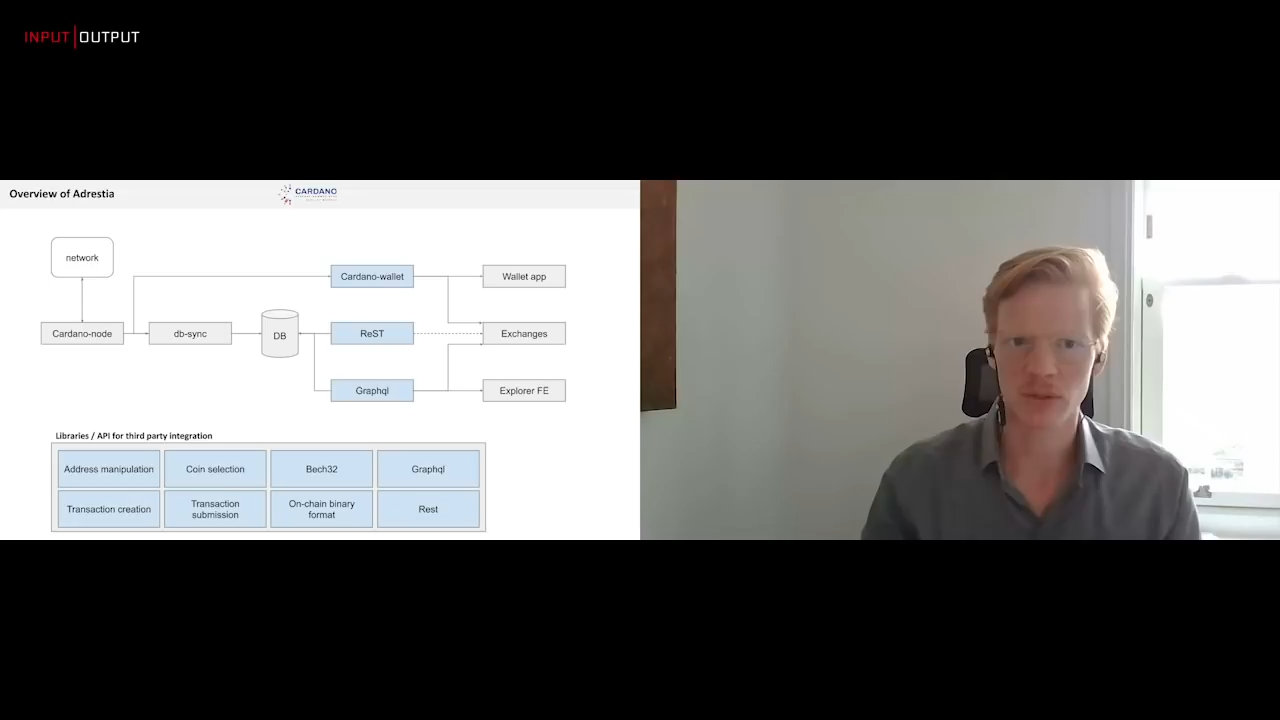 INPUT|OUTPUT
Overview of Adrestia
CARDANO
network
Cardano-wallet
Wallet app
Cardano-node
db-sync
DB
ReST
Exchanges
Graphql
Explorer FE
Libraries / API for third party integration
Address manipulation
Coin selection
Bech32
Graphql
Transaction creation
Transaction
submission
On-chain binary
format
Rest